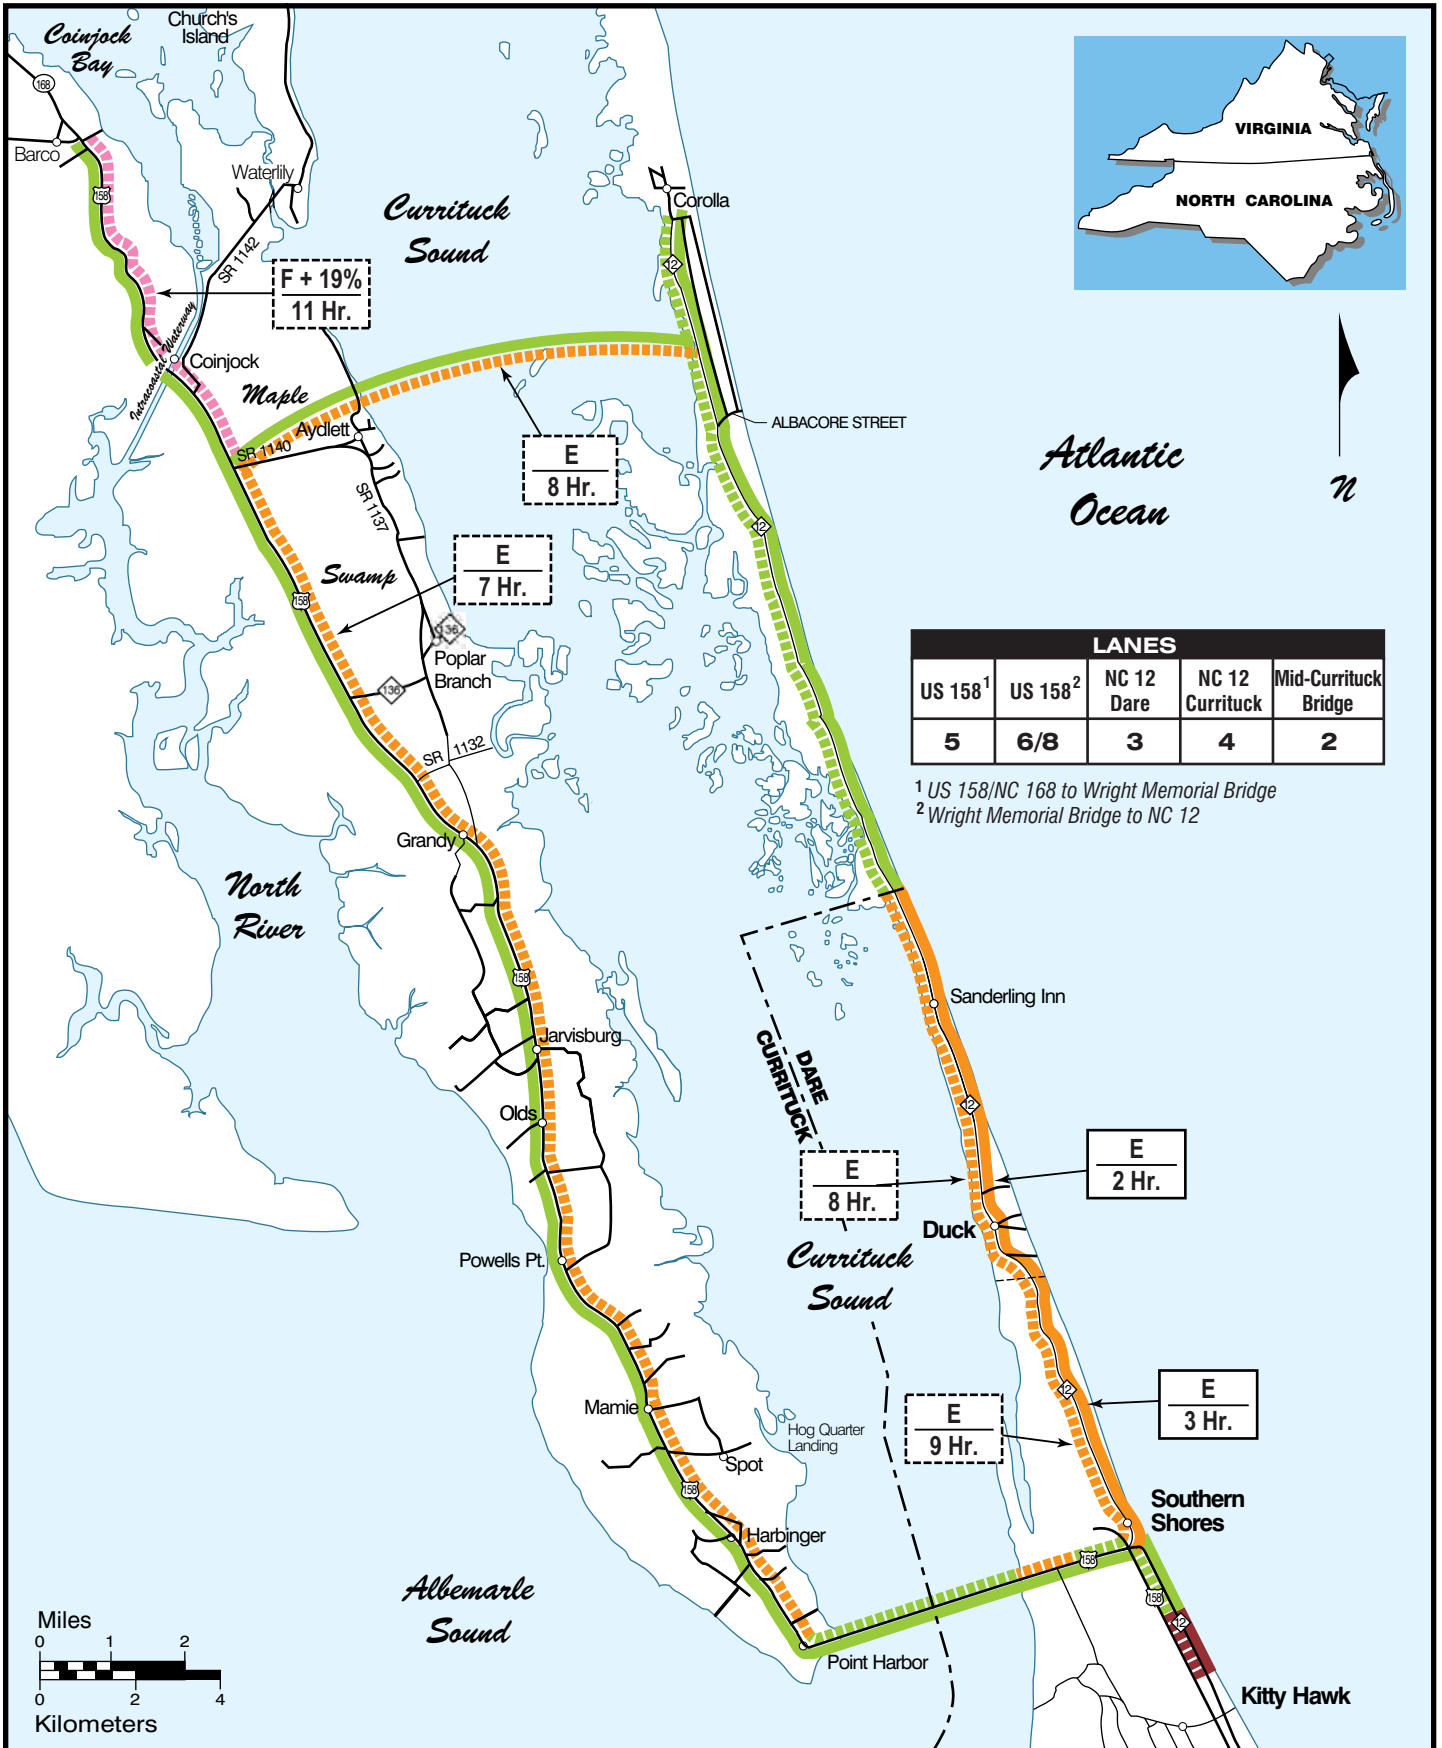 Coinjock
Bay
Church's
Island
168
Barco
158
Waterlily
SR 1142
Currituck
Sound
Corolla
12
VIRGINIA
NORTH CAROLINA
F + 19%
11 Hr.
Intracoastal Waterway
Coinjock
Maple
Aydlett
SR 1140
ALBACORE STREET
E
8 Hr.
Atlantic
Ocean
N
SR 1137
12
E
7 Hr.
Swamp
158
136
Poplar
Branch
136
LANES
US 158¹
US 158²
NC 12
Dare
NC 12
Currituck
Mid-Currituck
Bridge
5
6/8
3
4
2
¹ US 158/NC 168 to Wright Memorial Bridge
² Wright Memorial Bridge to NC 12
SR 1132
Grandy
North
River
158
Sanderling Inn
Jarvisburg
DARE
CURRITUCK
12
Olds
E
8 Hr.
E
2 Hr.
Duck
Powells Pt.
Currituck
Sound
Mamie
12
E
3 Hr.
E
9 Hr.
Hog Quarter
Landing
Spot
158
Southern
Shores
Harbinger
158
158
12
Albemarle
Sound
Point Harbor
Kitty Hawk
Miles
0 1 2
0 2 4
Kilometers